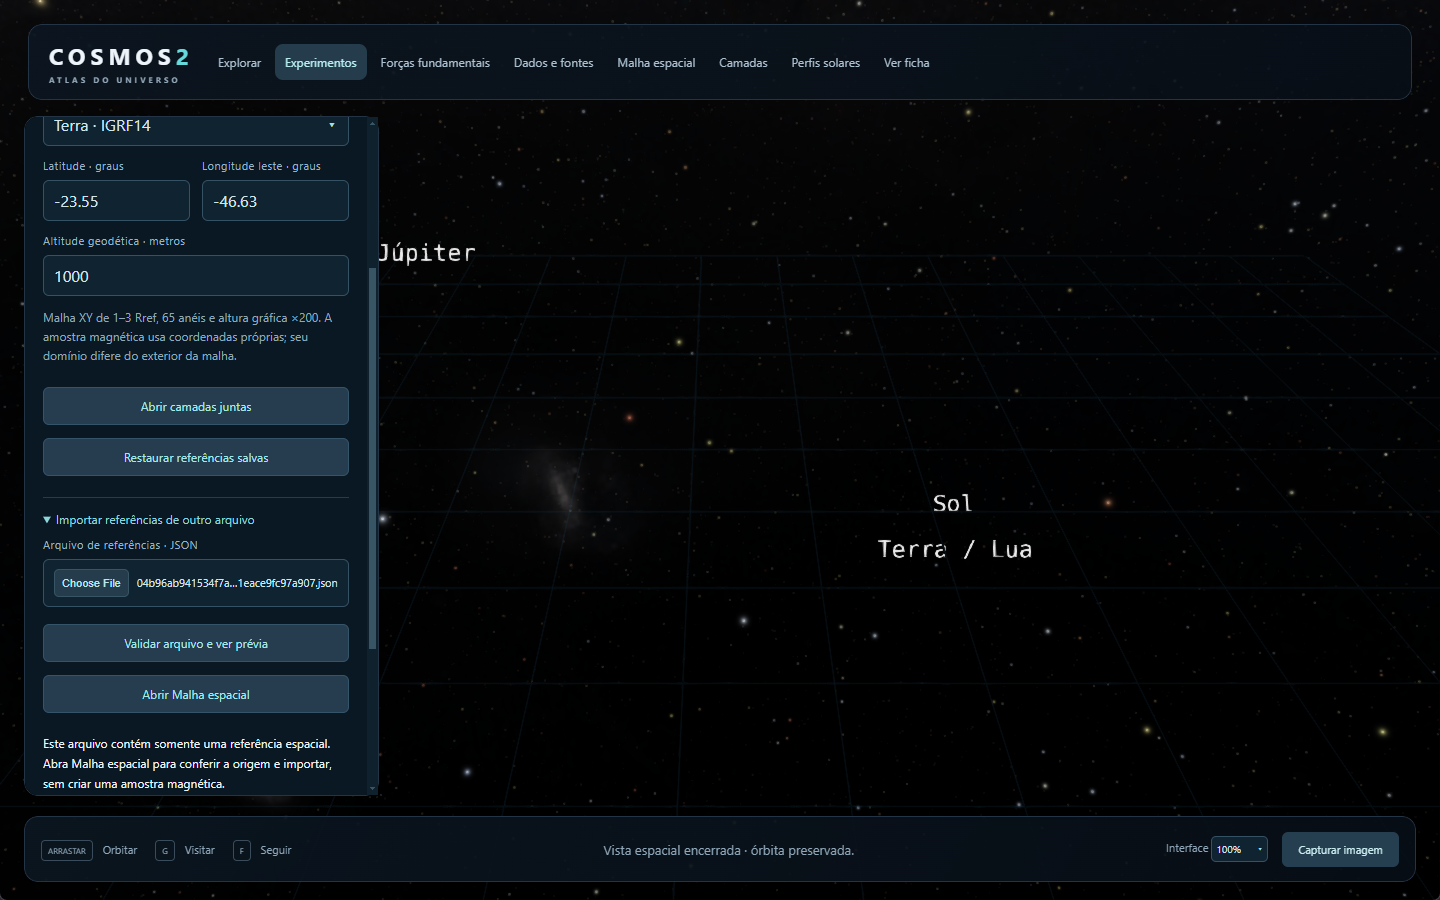 COSMOS2
ATLAS DO UNIVERSO
Explorar
Experimentos
Forças fundamentais
Dados e fontes
Malha espacial
Camadas
Perfis solares
Ver ficha
Terra · IGRF14
Latitude · graus
Longitude leste · graus
-23.55
-46.63
Altitude geodética · metros
1000
Malha XY de 1–3 Rref, 65 anéis e altura gráfica ×200. A
amostra magnética usa coordenadas próprias; seu
domínio difere do exterior da malha.
Abrir camadas juntas
Restaurar referências salvas
▼ Importar referências de outro arquivo
Arquivo de referências · JSON
Choose File 04b96ab941534f7a...1eace9fc97a907.json
Validar arquivo e ver prévia
Abrir Malha espacial
Este arquivo contém somente uma referência espacial.
Abra Malha espacial para conferir a origem e importar,
sem criar uma amostra magnética.
Júpiter
Sol
Terra / Lua
ARRASTAR Orbitar
G Visitar
F Seguir
Vista espacial encerrada · órbita preservada.
Interface 100%
Capturar imagem